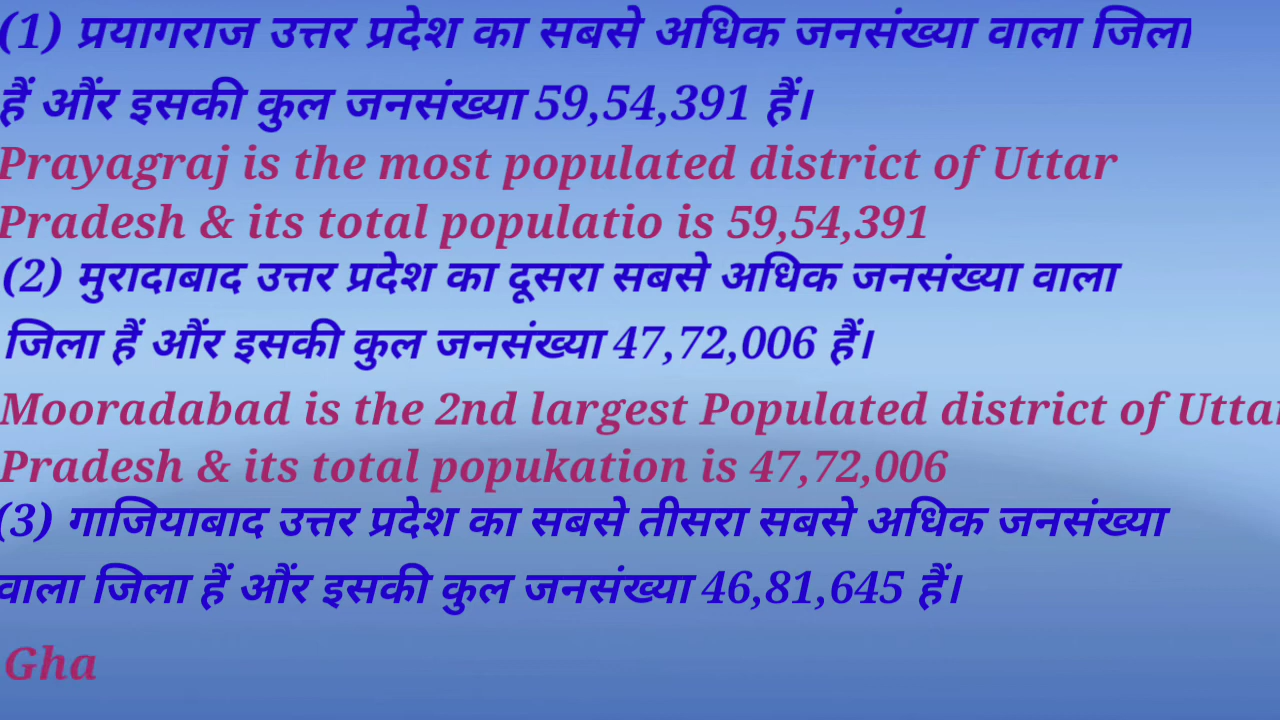 (1) प्रयागराज उत्तर प्रदेश का सबसे अधिक जनसंख्या वाला जिला
हैं औंर इसकी कुल जनसंख्या 59,54,391 हैं।
Prayagraj is the most populated district of Uttar
Pradesh & its total populatio is 59,54,391
(2) मुरादाबाद उत्तर प्रदेश का दूसरा सबसे अधिक जनसंख्या वाला
जिला हैं औंर इसकी कुल जनसंख्या 47,72,006 हैं।
Mooradabad is the 2nd largest Populated district of Uttar
Pradesh & its total popukation is 47,72,006
(3) गाजियाबाद उत्तर प्रदेश का सबसे तीसरा सबसे अधिक जनसंख्या
वाला जिला हैं औंर इसकी कुल जनसंख्या 46,81,645 हैं।
Gha